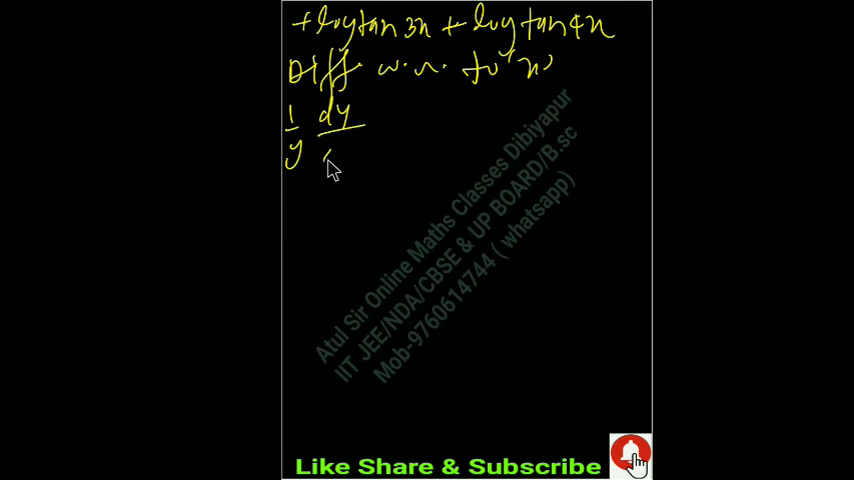 + log tan 3x + log tan 4x
Diff. w.r. to 'x'
1/y dy
Atul Sir Online Maths Classes Dibiyapur
IIT JEE/NDA/CBSE & UP BOARD/B.sc
Mob-9760614744 ( whatsapp)
Like Share & Subscribe